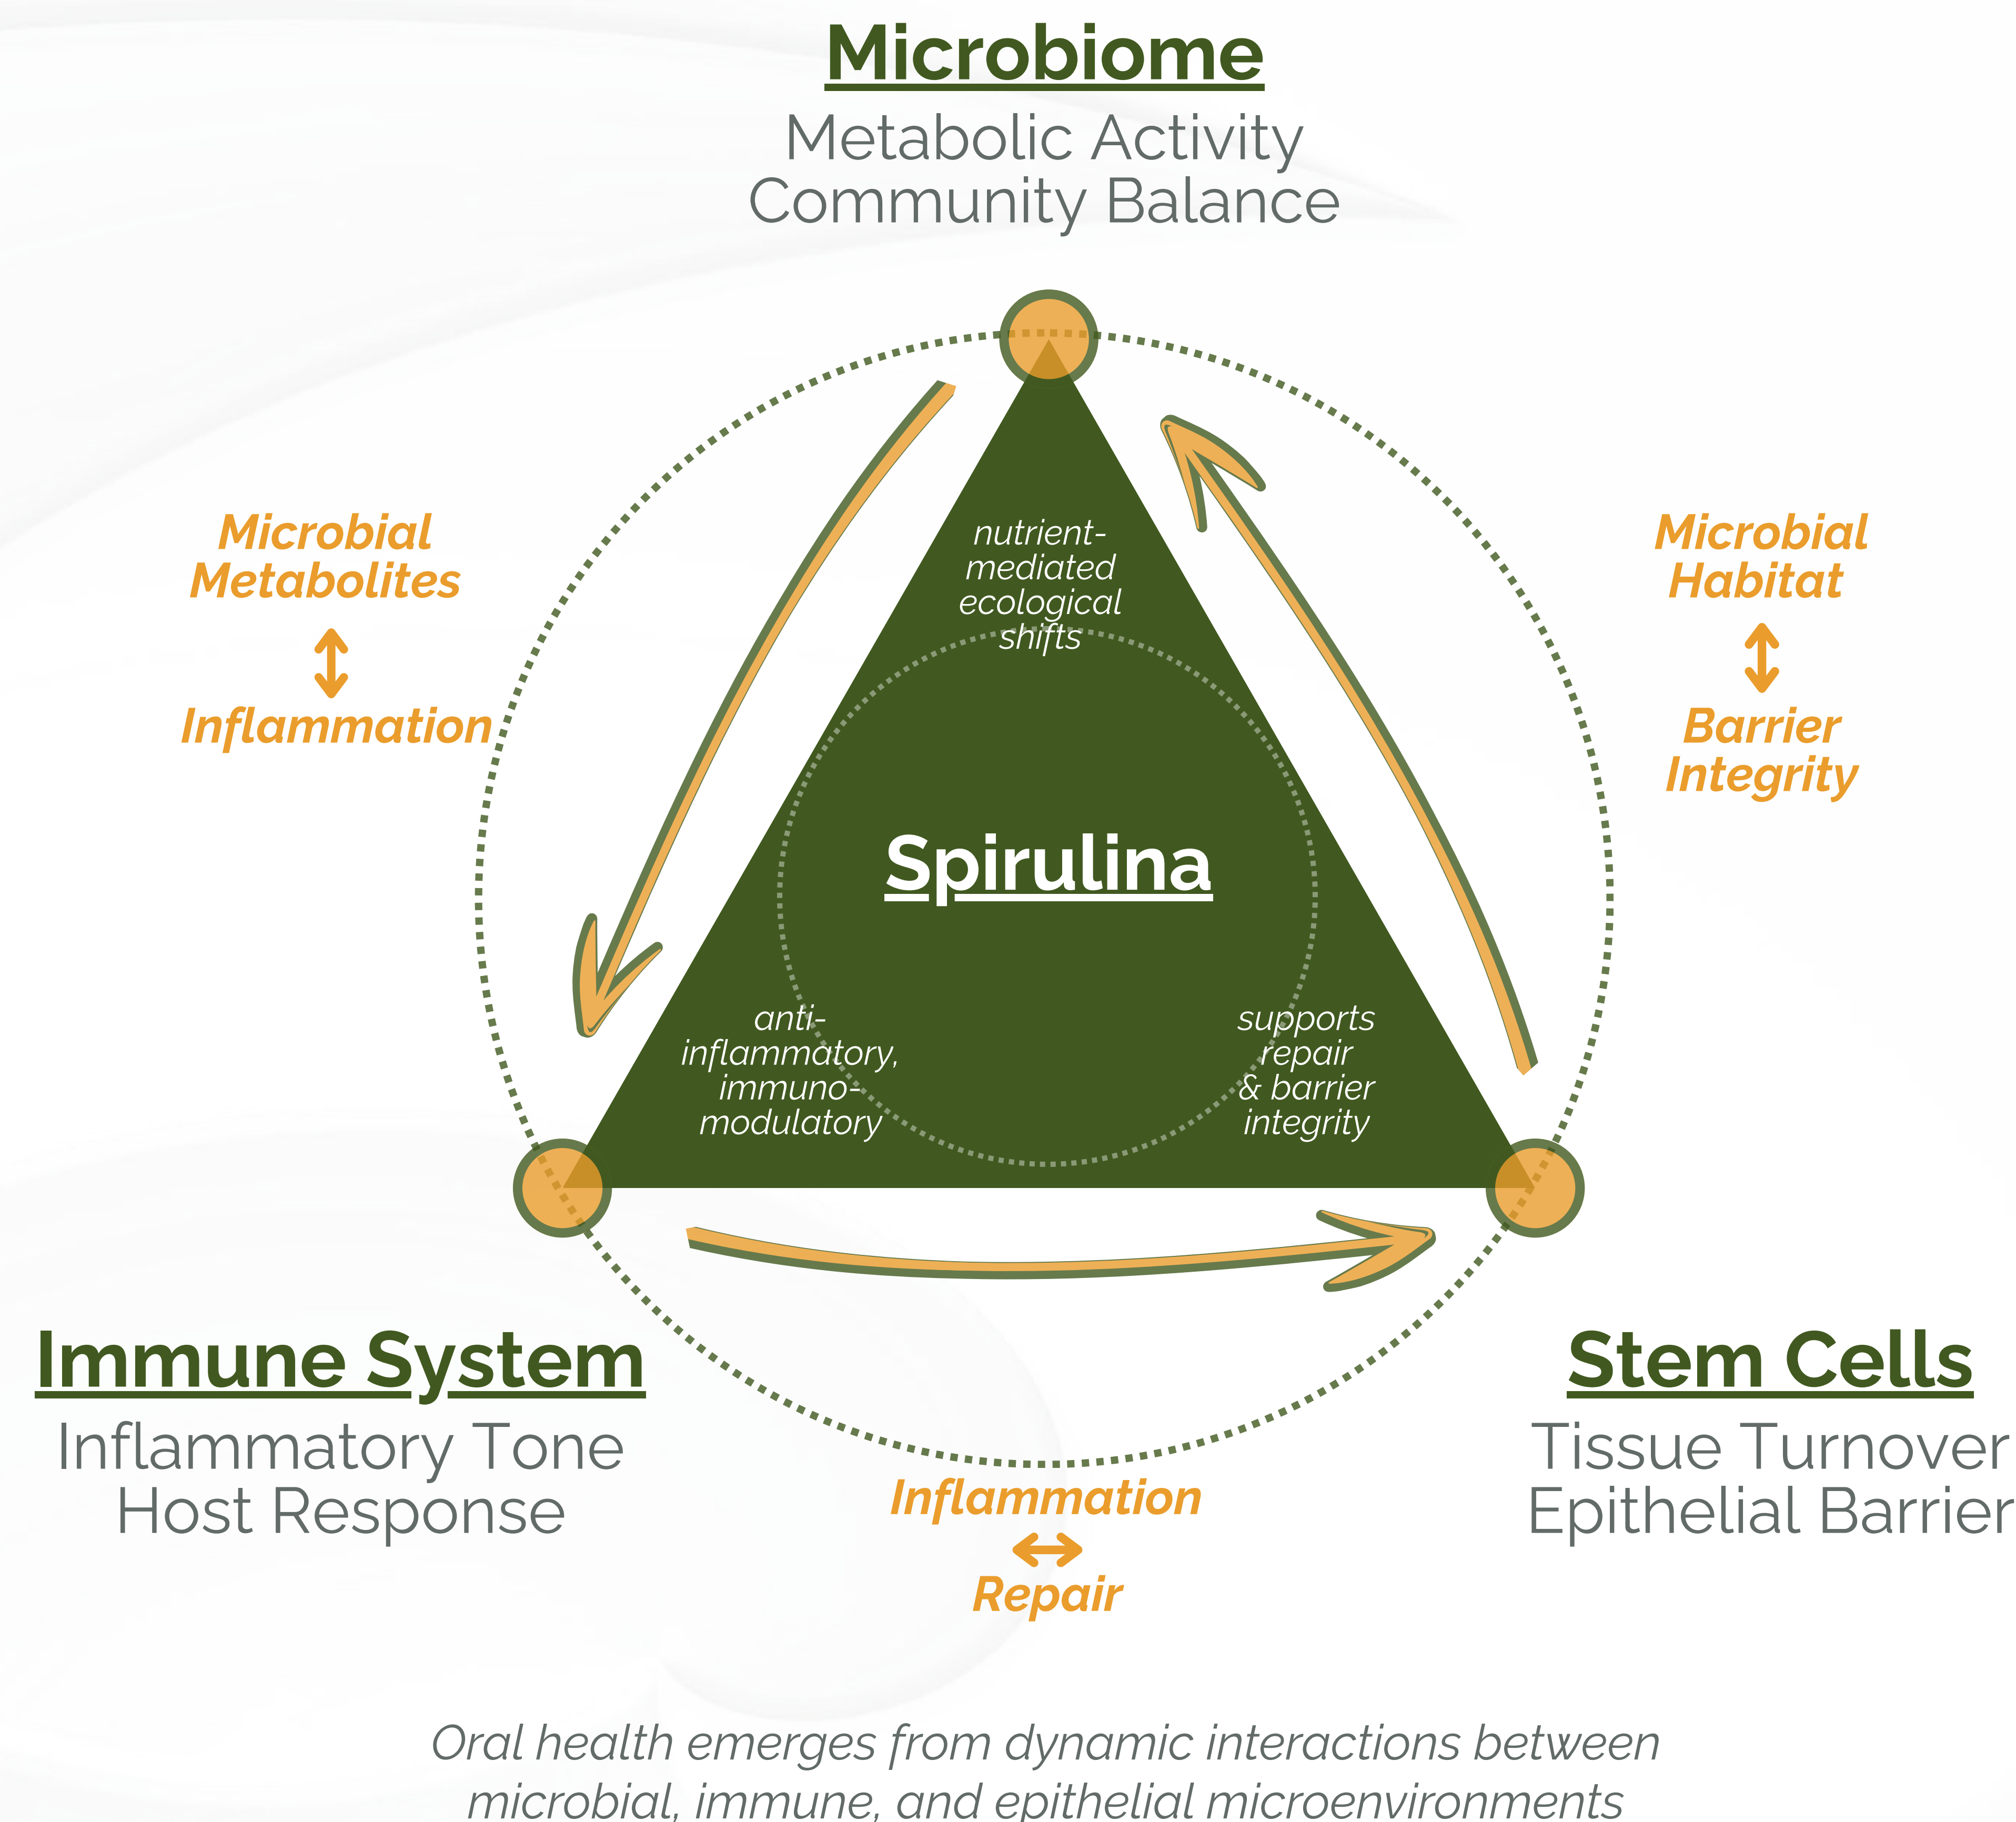 Microbiome
Metabolic Activity
Community Balance
Microbial
Metabolites
Inflammation
Microbial
Habitat
Barrier
Integrity
nutrient-
mediated
ecological
shifts
Spirulina
anti-
inflammatory,
immuno-
modulatory
supports
repair
& barrier
integrity
Immune System
Inflammatory Tone
Host Response
Stem Cells
Tissue Turnover
Epithelial Barrier
Inflammation
Repair
Oral health emerges from dynamic interactions between
microbial, immune, and epithelial microenvironments